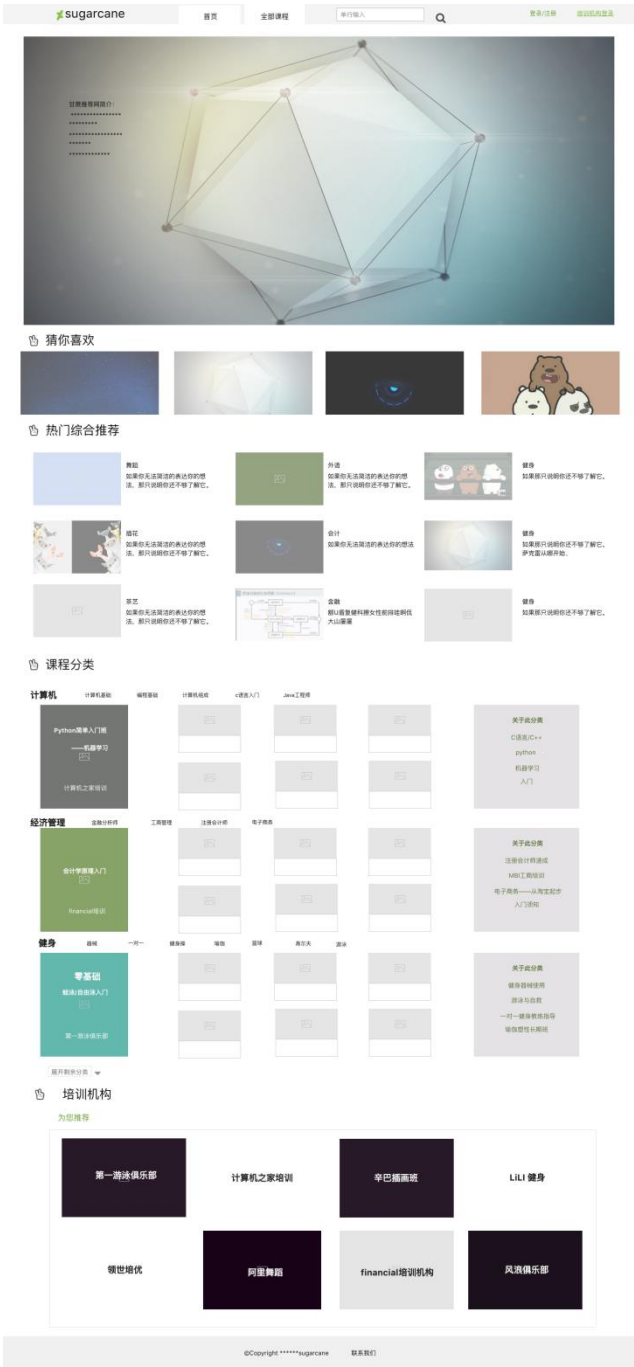 sugarcane
首页
全部课程
单行输入
登录/注册
培训机构登录
甘蔗推荐网简介:
****************
*********
*****************
*******
*************
猜你喜欢
热门综合推荐
舞蹈
如果你无法简洁的表达你的想
法，那只说明你还不够了解它。
外语
如果你无法简洁的表达你的想
法，那只说明你还不够了解它。
健身
如果那只说明你还不够了解它。
插花
如果你无法简洁的表达你的想
法，那只说明你还不够了解它。
会计
如果你无法简洁的表达你的想法
健身
如果那只说明你还不够了解它。
萨克雷从哪开始，
茶艺
如果你无法简洁的表达你的想
法，那只说明你还不够了解它。
金融
大山噩噩
健身
如果那只说明你还不够了解它。
课程分类
计算机
计算机基础
编程基础
计算机组成
c语言入门
Java工程师
Python简单入门班
——机器学习
计算机之家培训
关于此分类
C语言/C++
python
机器学习
入门
经济管理
金融分析师
工商管理
注册会计师
电子商务
会计学原理入门
financial培训
关于此分类
注册会计师速成
MBI工商培训
电子商务——从淘宝起步
入门须知
健身
器械
一对一
健身操
瑜伽
篮球
高尔夫
游泳
零基础
蛙泳/自由泳入门
第一游泳俱乐部
关于此分类
健身器械使用
游泳与自救
一对一健身教练指导
瑜伽塑性长期班
展开剩余分类
培训机构
为您推荐
第一游泳俱乐部
计算机之家培训
辛巴插画班
LiLI 健身
领世培优
阿里舞蹈
financial培训机构
风浪俱乐部
©Copyright ******sugarcane
联系我们